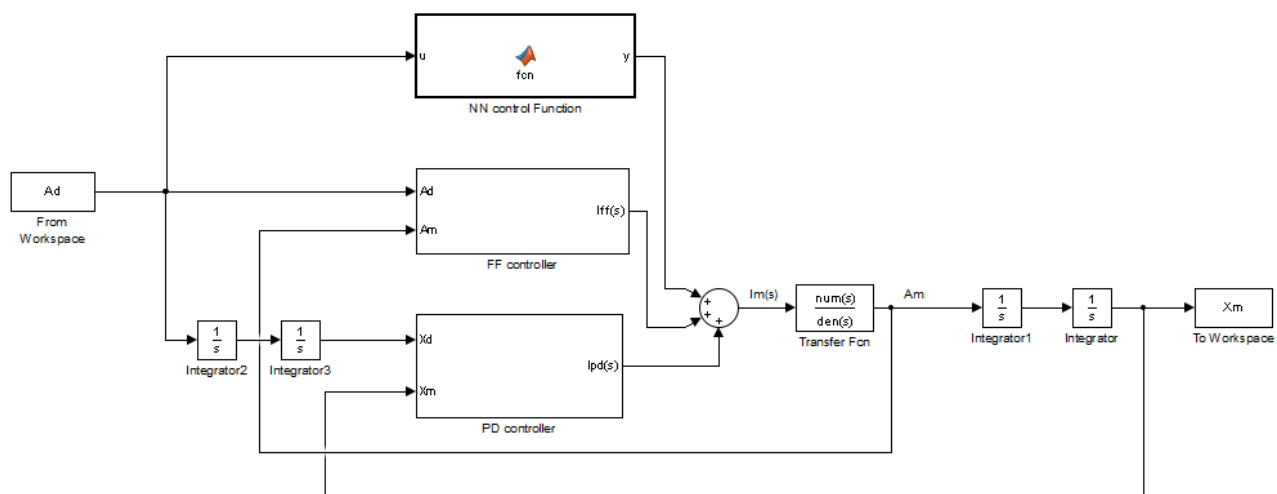 u
fcn
y
NN control Function
Ad
From
Workspace
Ad
Am
Iff(s)
FF controller
1
s
Integrator2
1
s
Integrator3
Xd
Xm
Ipd(s)
PD controller
+
+
+
Im(s)
num(s)
den(s)
Transfer Fcn
Am
1
s
Integrator1
1
s
Integrator
Xm
To Workspace